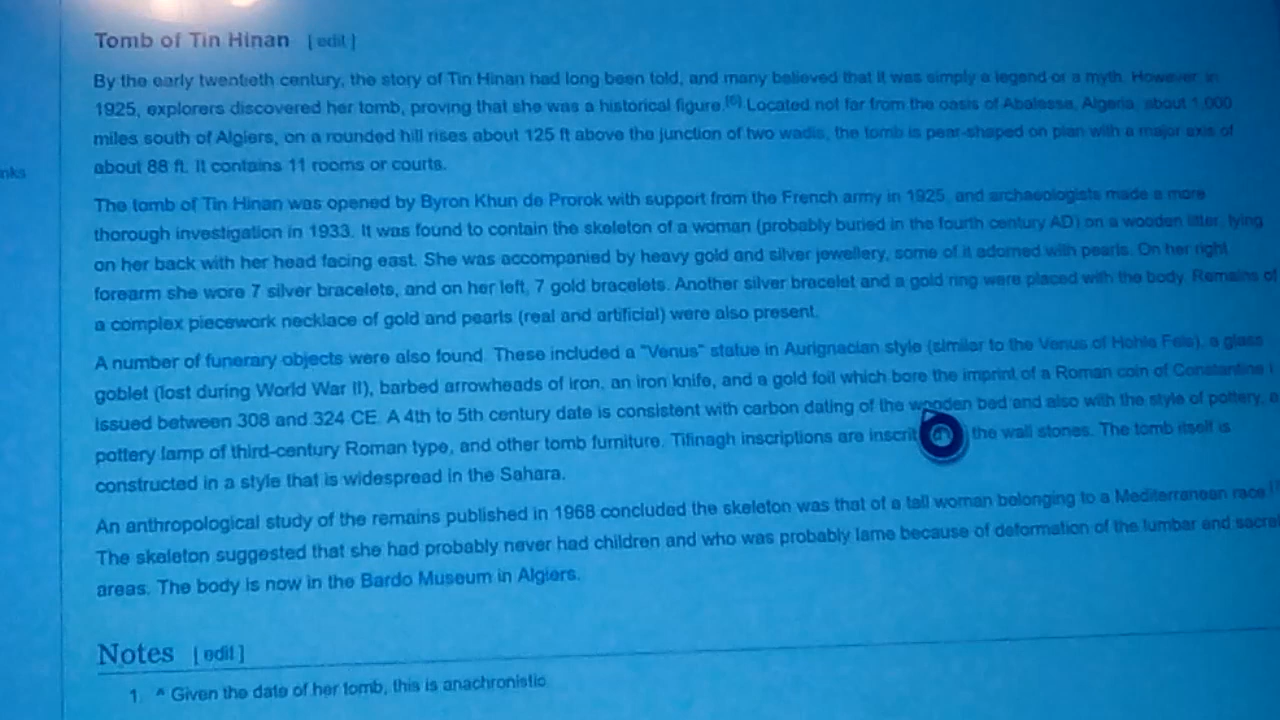 nks
Tomb of Tin Hinan [ edit ]
By the early twentieth century, the story of Tin Hinan had long been told, and many believed that it was simply a legend or a myth. However, in
1925, explorers discovered her tomb, proving that she was a historical figure.[6] Located not far from the oasis of Abalessa, Algeria, about 1,000
miles south of Algiers, on a rounded hill rises about 125 ft above the junction of two wadis, the tomb is pear-shaped on plan with a major axis of
about 88 ft. It contains 11 rooms or courts.
The tomb of Tin Hinan was opened by Byron Khun de Prorok with support from the French army in 1925, and archaeologists made a more
thorough investigation in 1933. It was found to contain the skeleton of a woman (probably buried in the fourth century AD) on a wooden litter, lying
on her back with her head facing east. She was accompanied by heavy gold and silver jewellery, some of it adorned with pearls. On her right
forearm she wore 7 silver bracelets, and on her left, 7 gold bracelets. Another silver bracelet and a gold ring were placed with the body. Remains of
a complex piecework necklace of gold and pearls (real and artificial) were also present.
A number of funerary objects were also found. These included a "Venus" statue in Aurignacian style (similar to the Venus of Hohle Fels), a glass
goblet (lost during World War II), barbed arrowheads of iron, an iron knife, and a gold foil which bore the imprint of a Roman coin of Constantine I
issued between 308 and 324 CE. A 4th to 5th century date is consistent with carbon dating of the wooden bed and also with the style of pottery, a
pottery lamp of third-century Roman type, and other tomb furniture. Tifinagh inscriptions are the wall stones. The tomb itself is
constructed in a style that is widespread in the Sahara.
An anthropological study of the remains published in 1968 concluded the skeleton was that of a tall woman belonging to a Mediterranean race.
The skeleton suggested that she had probably never had children and who was probably lame because of deformation of the lumbar and sacral
areas. The body is now in the Bardo Museum in Algiers.
Notes [ edit ]
1. ^ Given the date of her tomb, this is anachronistic